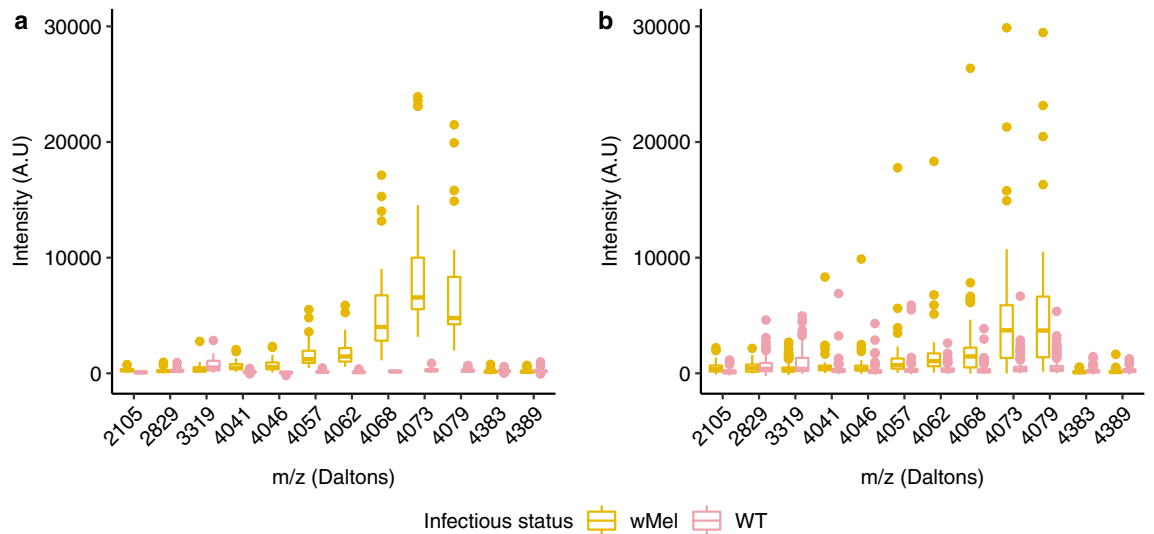 a
30000
20000
10000
0
Intensity (A.U)
2105 2829 3319 4041 4046 4057 4062 4068 4073 4079 4383 4389
m/z (Daltons)
b
30000
20000
10000
0
Intensity (A.U)
2105 2829 3319 4041 4046 4057 4062 4068 4073 4079 4383 4389
m/z (Daltons)
Infectious status wMel WT